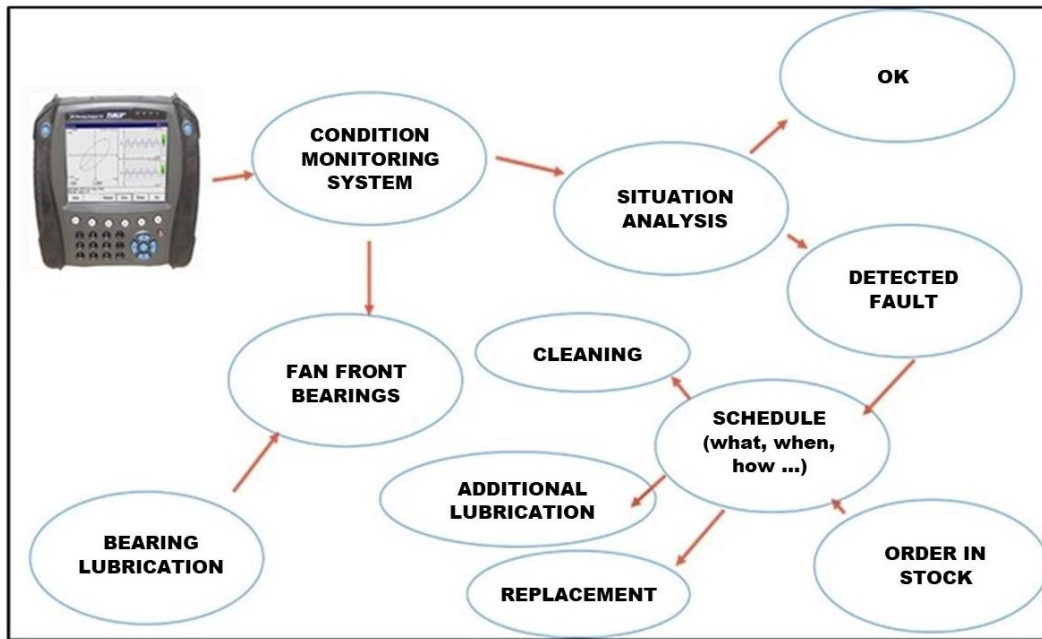 OK
CONDITION
MONITORING
SYSTEM
SITUATION
ANALYSIS
DETECTED
FAULT
CLEANING
FAN FRONT
BEARINGS
SCHEDULE
(what, when,
how ...)
ADDITIONAL
LUBRICATION
BEARING
LUBRICATION
ORDER IN
STOCK
REPLACEMENT